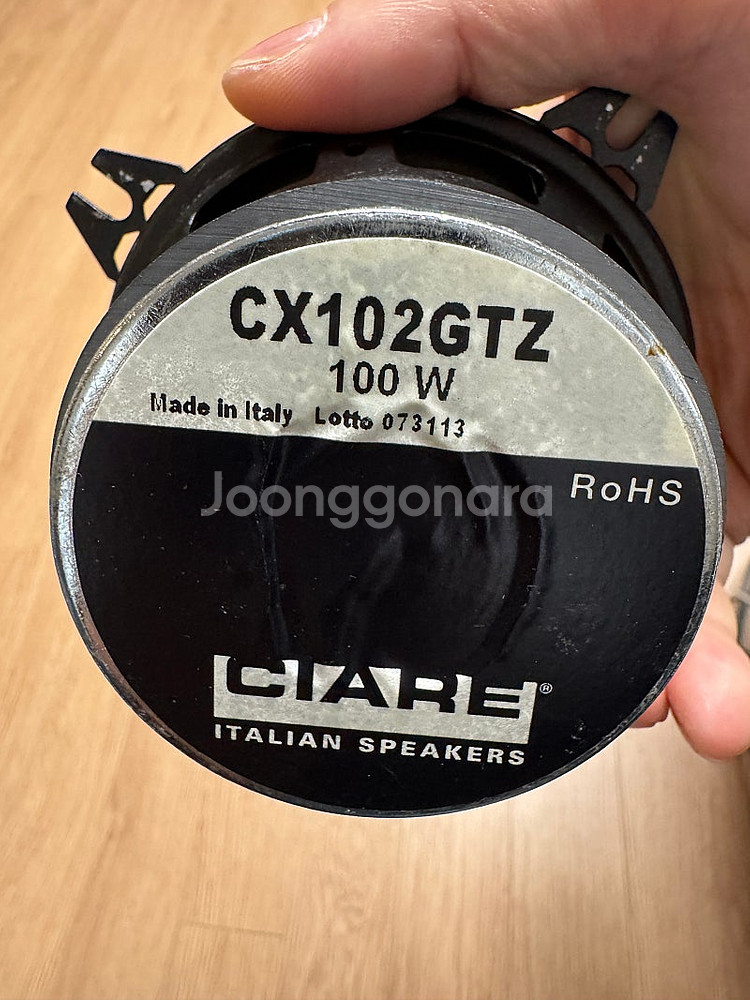 CX102GTZ
100 W
Made in Italy Lotto 073113
RoHS
Joonggonara
CIARE®
ITALIAN SPEAKERS